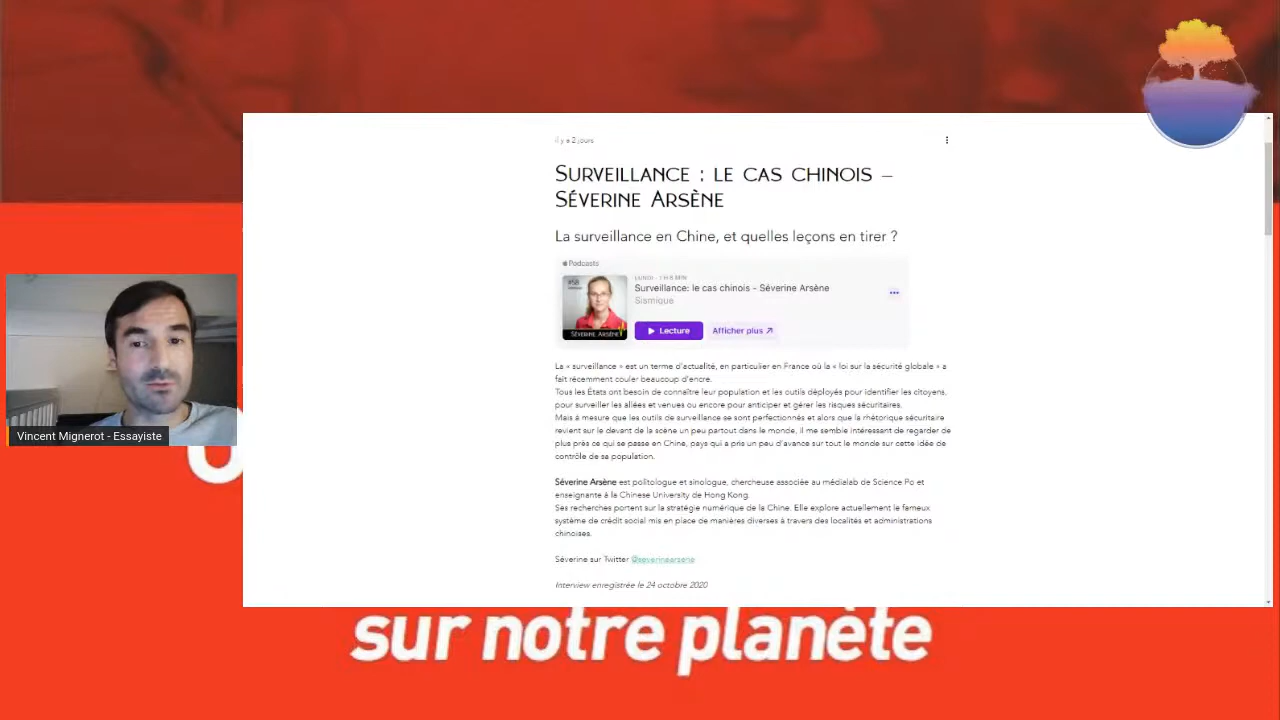 il y a 2 jours
Surveillance : le cas chinois –
Séverine Arsène
La surveillance en Chine, et quelles leçons en tirer ?
Podcasts
#58
LUNDI · 1 H 8 MIN
Surveillance: le cas chinois - Séverine Arsène
Sismique
SÉVERINE ARSÈNE
Lecture
Afficher plus
La « surveillance » est un terme d'actualité, en particulier en France où la « loi sur la sécurité globale » a
fait récemment couler beaucoup d'encre.
Tous les États ont besoin de connaître leur population et les outils déployés pour identifier les citoyens,
pour surveiller les allées et venues ou encore pour anticiper et gérer les risques sécuritaires.
Mais à mesure que les outils de surveillance se sont perfectionnés et alors que la rhétorique sécuritaire
revient sur le devant de la scène un peu partout dans le monde, il me semble intéressant de regarder de
plus près ce qui se passe en Chine, pays qui a pris un peu d'avance sur tout le monde sur cette idée de
contrôle de sa population.
Séverine Arsène est politologue et sinologue, chercheuse associée au médialab de Science Po et
enseignante à la Chinese University de Hong Kong.
Ses recherches portent sur la stratégie numérique de la Chine. Elle explore actuellement le fameux
système de crédit social mis en place de manières diverses à travers des localités et administrations
chinoises.
Séverine sur Twitter @severinearsene
Interview enregistrée le 24 octobre 2020
Vincent Mignerot - Essayiste
sur notre planète